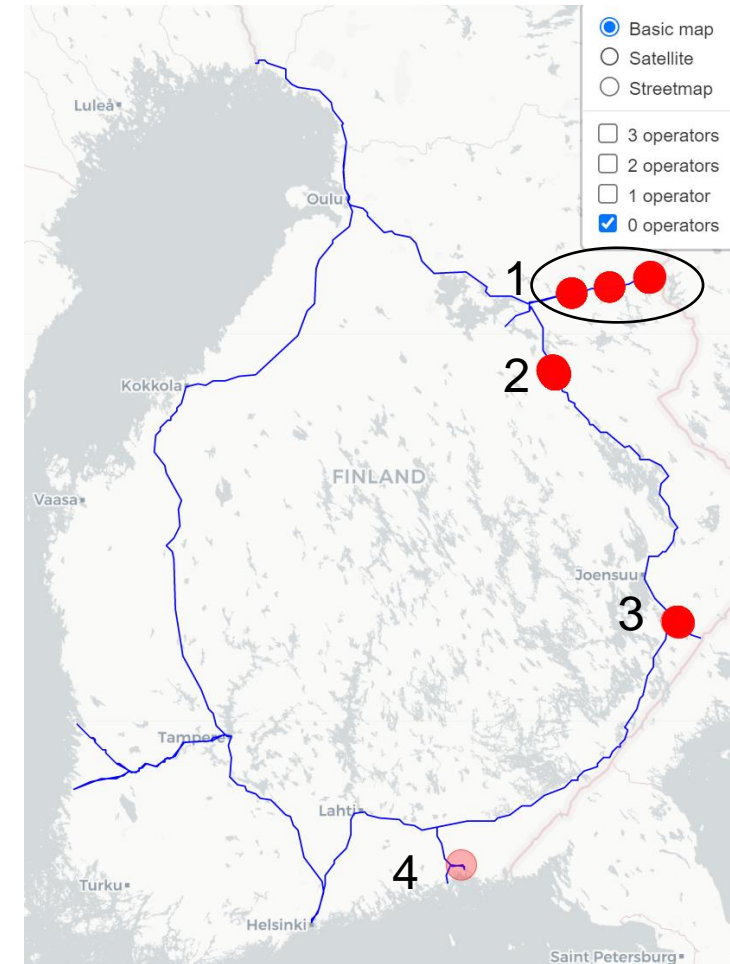 Basic map
Satellite
Streetmap
3 operators
2 operators
1 operator
0 operators
Luleå
Oulu
1
2
Kokkola
FINLAND
Vaasa
Joensuu
3
Tampere
Lahti
4
Turku
Helsinki
Saint Petersburg